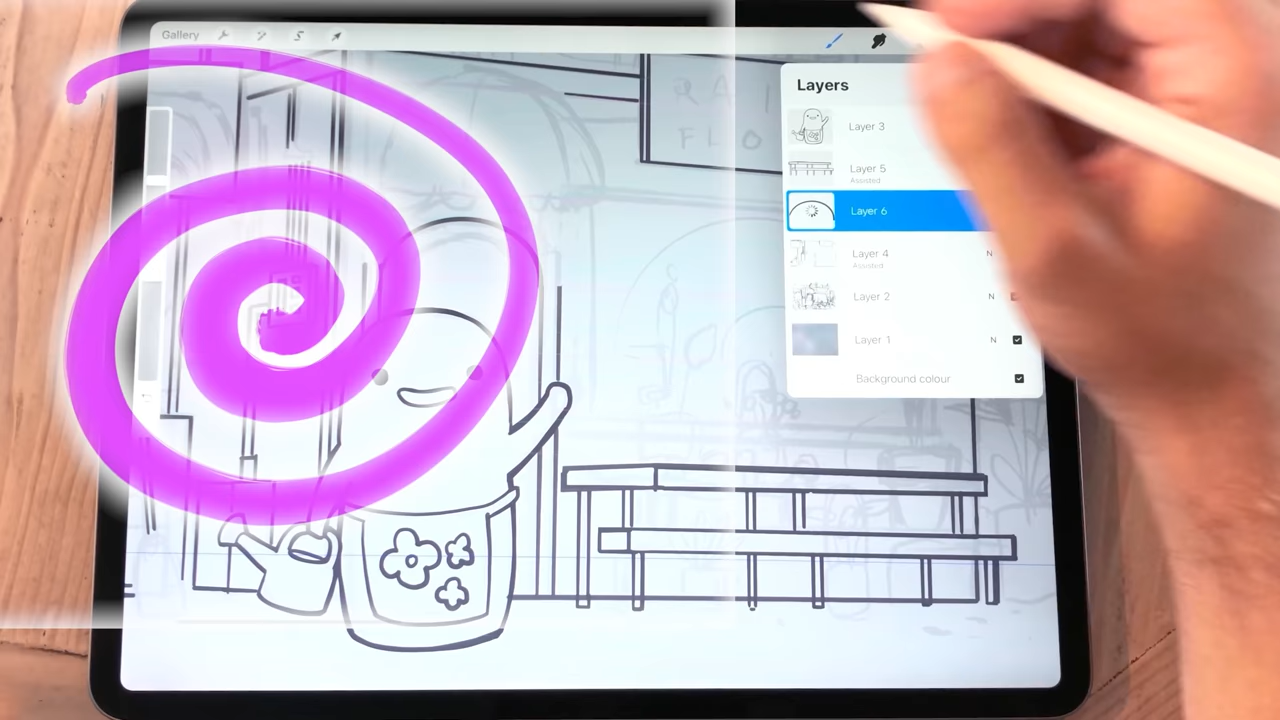 Gallery
Layers
Layer 3
Layer 5
Assisted
Layer 6
Layer 4
N
Assisted
Layer 2
N
Layer 1
N
Background colour